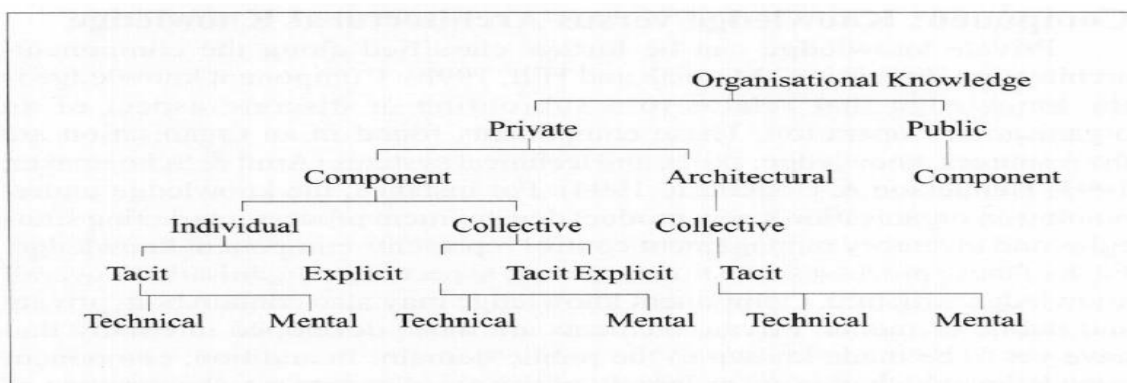 Organisational Knowledge
Private Public
Component Architectural Component
Individual Collective Collective
Tacit Explicit Tacit Explicit Tacit
Technical Mental Technical Mental Technical Mental